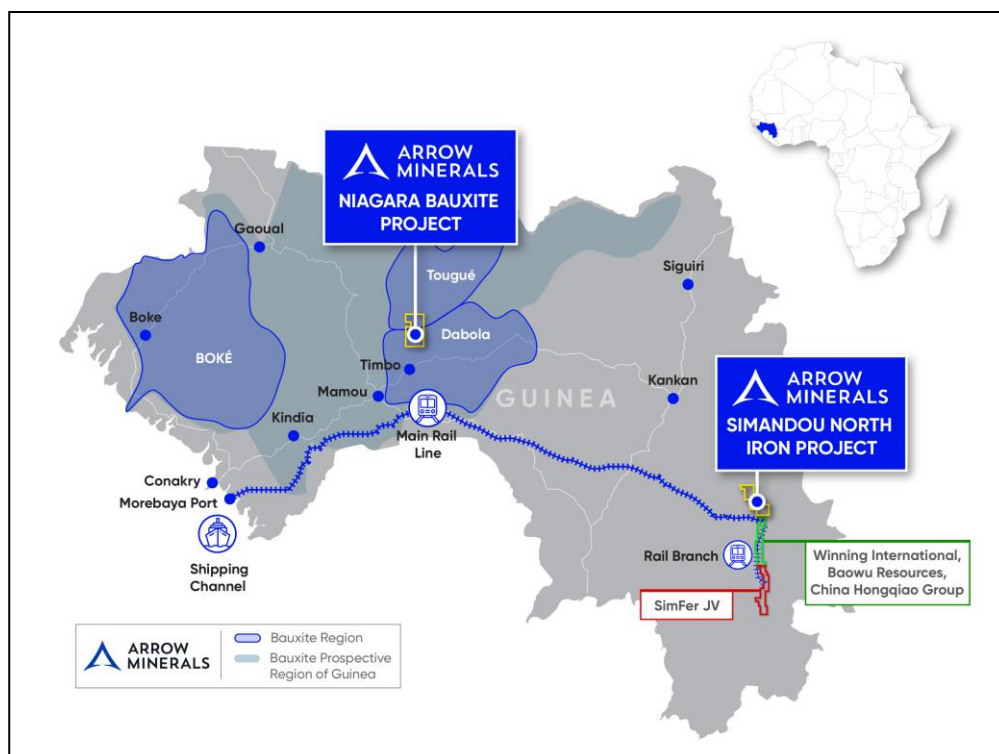 ARROW
MINERALS
NIAGARA BAUXITE
PROJECT
Gaoual
Tougué
Siguiri
Boke
Dabola
BOKÉ
Timbo
Mamou
GUINEA
Kankan
ARROW
MINERALS
SIMANDOU NORTH
IRON PROJECT
Kindia
Main Rail
Line
Conakry
Morebaya Port
Shipping
Channel
Rail Branch
Winning International,
Baowu Resources,
China Hongqiao Group
SimFer JV
ARROW
MINERALS
Bauxite Region
Bauxite Prospective
Region of Guinea